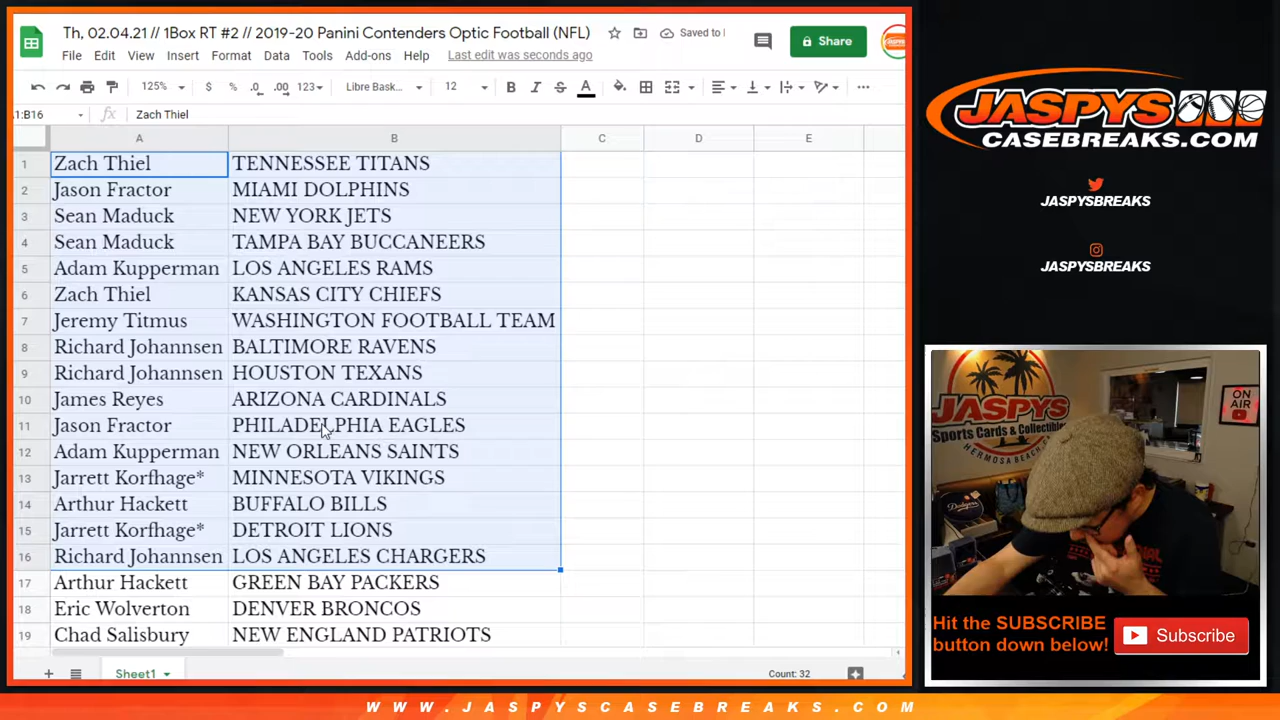 Th, 02.04.21 // 1Box RT #2 // 2019-20 Panini Contenders Optic Football (NFL)
Saved to
Share
File Edit View Insert Format Data Tools Add-ons Help Last edit was seconds ago
125% $ % .0 .00 123 Libre Bask... 12 B I S A
1:B16 fx Zach Thiel
A B C D E
1 Zach Thiel TENNESSEE TITANS
2 Jason Fractor MIAMI DOLPHINS
3 Sean Maduck NEW YORK JETS
4 Sean Maduck TAMPA BAY BUCCANEERS
5 Adam Kupperman LOS ANGELES RAMS
6 Zach Thiel KANSAS CITY CHIEFS
7 Jeremy Titmus WASHINGTON FOOTBALL TEAM
8 Richard Johannsen BALTIMORE RAVENS
9 Richard Johannsen HOUSTON TEXANS
10 James Reyes ARIZONA CARDINALS
11 Jason Fractor PHILADELPHIA EAGLES
12 Adam Kupperman NEW ORLEANS SAINTS
13 Jarrett Korfhage* MINNESOTA VIKINGS
14 Arthur Hackett BUFFALO BILLS
15 Jarrett Korfhage* DETROIT LIONS
16 Richard Johannsen LOS ANGELES CHARGERS
17 Arthur Hackett GREEN BAY PACKERS
18 Eric Wolverton DENVER BRONCOS
19 Chad Salisbury NEW ENGLAND PATRIOTS
Sheet1
Count: 32
JASPYS
CASEBREAKS.COM
JASPYSBREAKS
JASPYSBREAKS
JASPYS
Sports Cards & Collectibles
HERMOSA BEACH
ON AIR
Dodgers
Hit the SUBSCRIBE
button down below!
Subscribe
WWW.JASPYSCASEBREAKS.COM